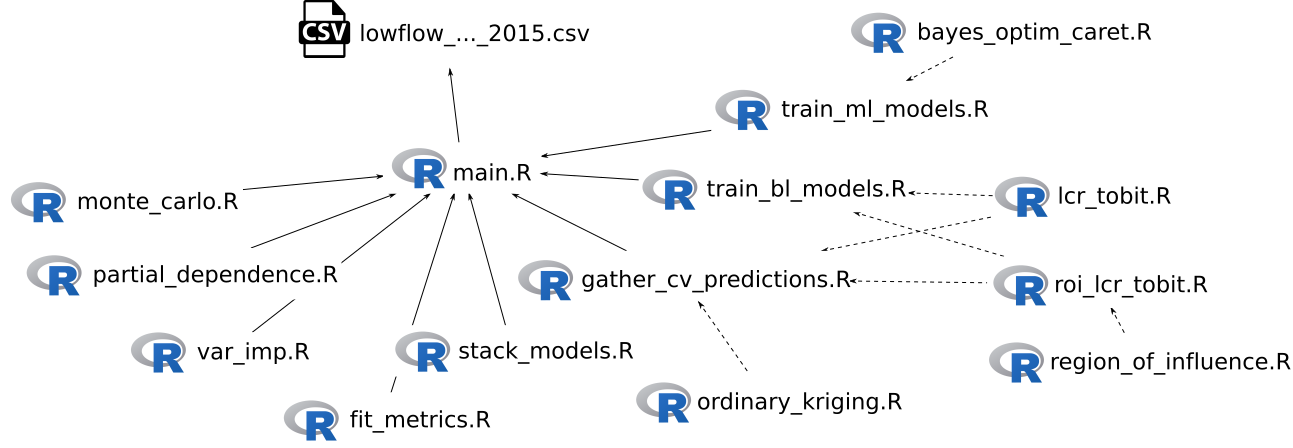 CSV lowflow_..._2015.csv
R bayes_optim_caret.R
R train_ml_models.R
R main.R
R train_bl_models.R
R lcr_tobit.R
R monte_carlo.R
R partial_dependence.R
R gather_cv_predictions.R
R roi_lcr_tobit.R
R var_imp.R
R stack_models.R
R region_of_influence.R
R fit_metrics.R
R ordinary_kriging.R